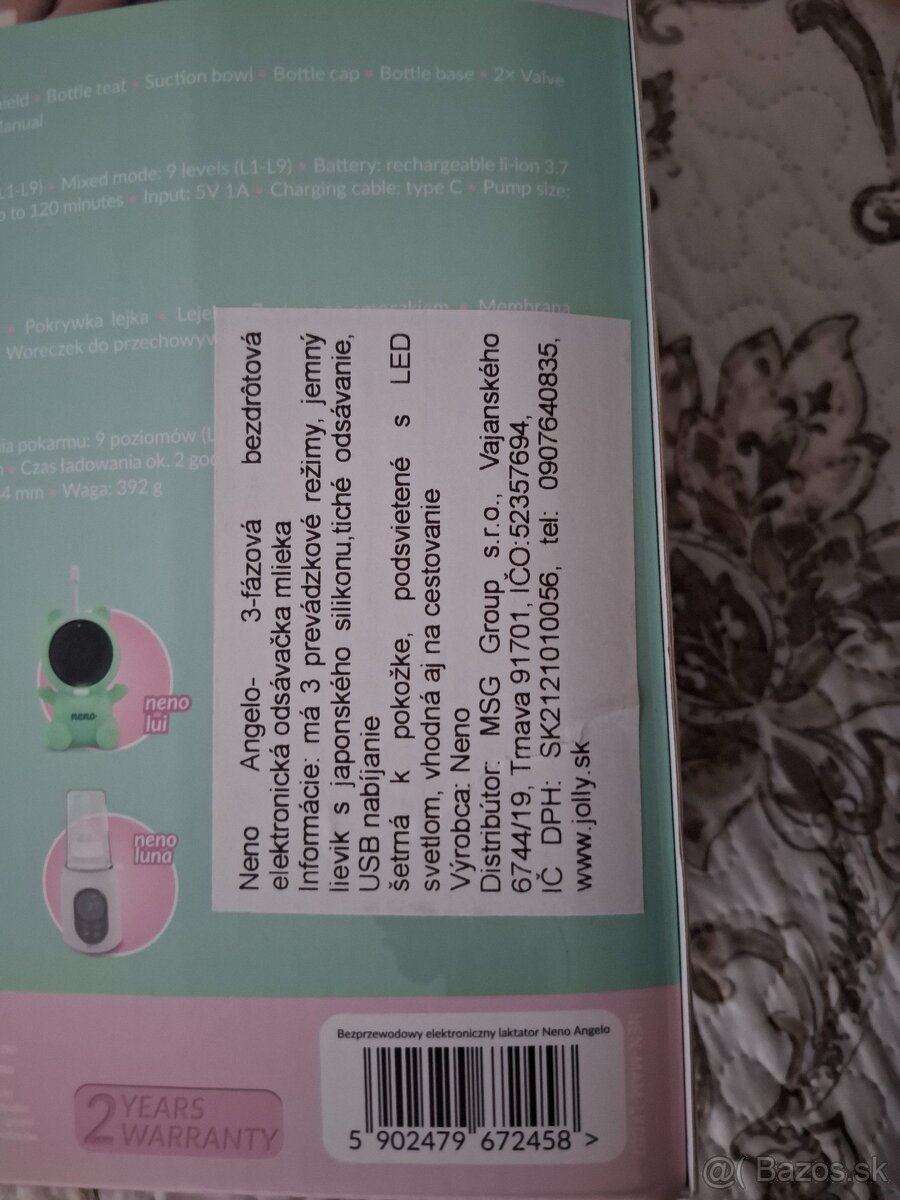 Bottle teat • Suction bowl • Bottle cap • Bottle base • 2× Valve
Manual
L1-L9) • Mixed mode: 9 levels (L1-L9) • Battery: rechargeable li-ion 3.7
to 120 minutes • Input: 5V 1A • Charging cable: type C • Pump size:
• Pokrywka lejka • Membrana
Woreczek do
pokarmu: 9 poziomów (L
• Czas ładowania ok. 2
4 mm • Waga: 392 g
neno
neno
lui
neno
luna
Neno Angelo- 3-fázová bezdrôtová
elektronická odsávačka mlieka
Informácie: má 3 prevádzkové režimy, jemný
lievik s japonského silikonu,tiché odsávanie,
USB nabíjanie
šetmá k pokožke, podsvietené s LED
svetlom, vhodná aj na cestovanie
Výrobca: Neno
Distribútor: MSG Group s.r.o., Vajanského
6744/19, Trnava 91701, IČO:52357694,
IČ DPH: SK2121010056, tel: 0907640835,
www.jolly.sk
Bezprzewodowy elektroniczny laktator Neno Angelo
5 902479 672458 >
2 YEARS
WARRANTY
@( Bazos.sk